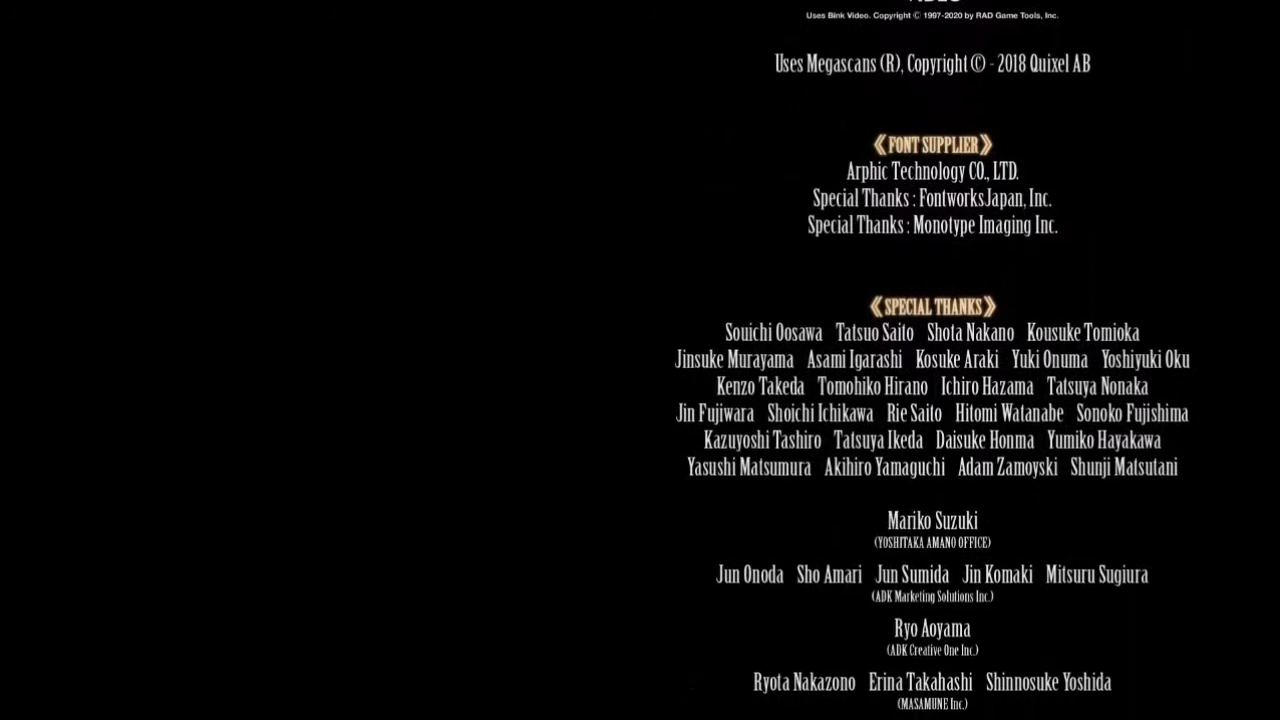 Uses Bink Video. Copyright © 1997-2020 by RAD Game Tools, Inc.
Uses Megascans (R), Copyright © - 2018 Quixel AB
《FONT SUPPLIER》
Arphic Technology CO., LTD.
Special Thanks : FontworksJapan, Inc.
Special Thanks : Monotype Imaging Inc.
《SPECIAL THANKS》
Souichi Oosawa Tatsuo Saito Shota Nakano Kousuke Tomioka
Jinsuke Murayama Asami Igarashi Kosuke Araki Yuki Onuma Yoshiyuki Oku
Kenzo Takeda Tomohiko Hirano Ichiro Hazama Tatsuya Nonaka
Jin Fujiwara Shoichi Ichikawa Rie Saito Hitomi Watanabe Sonoko Fujishima
Kazuyoshi Tashiro Tatsuya Ikeda Daisuke Honma Yumiko Hayakawa
Yasushi Matsumura Akihiro Yamaguchi Adam Zamoyski Shunji Matsutani
Mariko Suzuki
(YOSHITAKA AMANO OFFICE)
Jun Onoda Sho Amari Jun Sumida Jin Komaki Mitsuru Sugiura
(ADK Marketing Solutions Inc.)
Ryo Aoyama
(ADK Creative One Inc.)
Ryota Nakazono Erina Takahashi Shinnosuke Yoshida
(MASAMUNE Inc.)